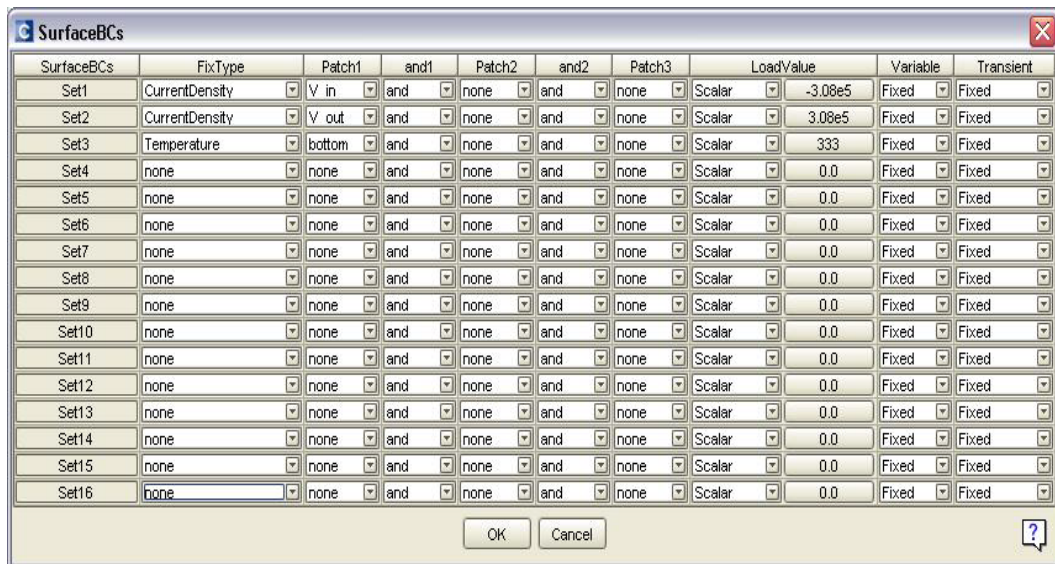 SurfaceBCs
SurfaceBCs FixType Patch1 and1 Patch2 and2 Patch3 LoadValue Variable Transient
Set1 CurrentDensity V in and none and none Scalar -3.08e5 Fixed Fixed
Set2 CurrentDensity V out and none and none Scalar 3.08e5 Fixed Fixed
Set3 Temperature bottom and none and none Scalar 333 Fixed Fixed
Set4 none none and none and none Scalar 0.0 Fixed Fixed
Set5 none none and none and none Scalar 0.0 Fixed Fixed
Set6 none none and none and none Scalar 0.0 Fixed Fixed
Set7 none none and none and none Scalar 0.0 Fixed Fixed
Set8 none none and none and none Scalar 0.0 Fixed Fixed
Set9 none none and none and none Scalar 0.0 Fixed Fixed
Set10 none none and none and none Scalar 0.0 Fixed Fixed
Set11 none none and none and none Scalar 0.0 Fixed Fixed
Set12 none none and none and none Scalar 0.0 Fixed Fixed
Set13 none none and none and none Scalar 0.0 Fixed Fixed
Set14 none none and none and none Scalar 0.0 Fixed Fixed
Set15 none none and none and none Scalar 0.0 Fixed Fixed
Set16 none none and none and none Scalar 0.0 Fixed Fixed
OK Cancel ?